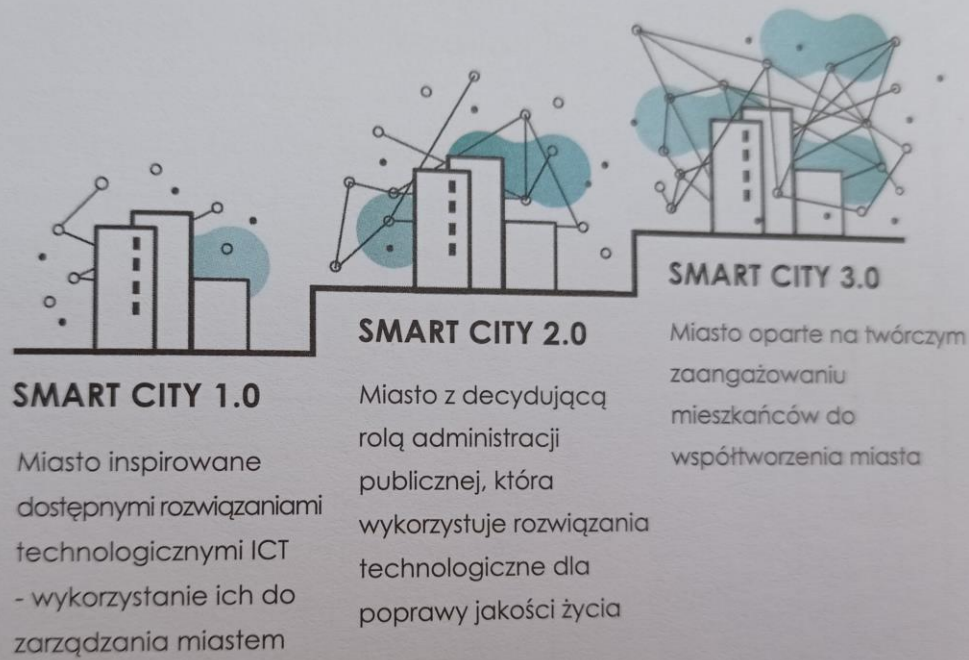 SMART CITY 1.0
Miasto inspirowane
dostępnymi rozwiązaniami
technologicznymi ICT
- wykorzystanie ich do
zarządzania miastem
SMART CITY 2.0
Miasto z decydującą
rolą administracji
publicznej, która
wykorzystuje rozwiązania
technologiczne dla
poprawy jakości życia
SMART CITY 3.0
Miasto oparte na twórczym
zaangażowaniu
mieszkańców do
współtworzenia miasta